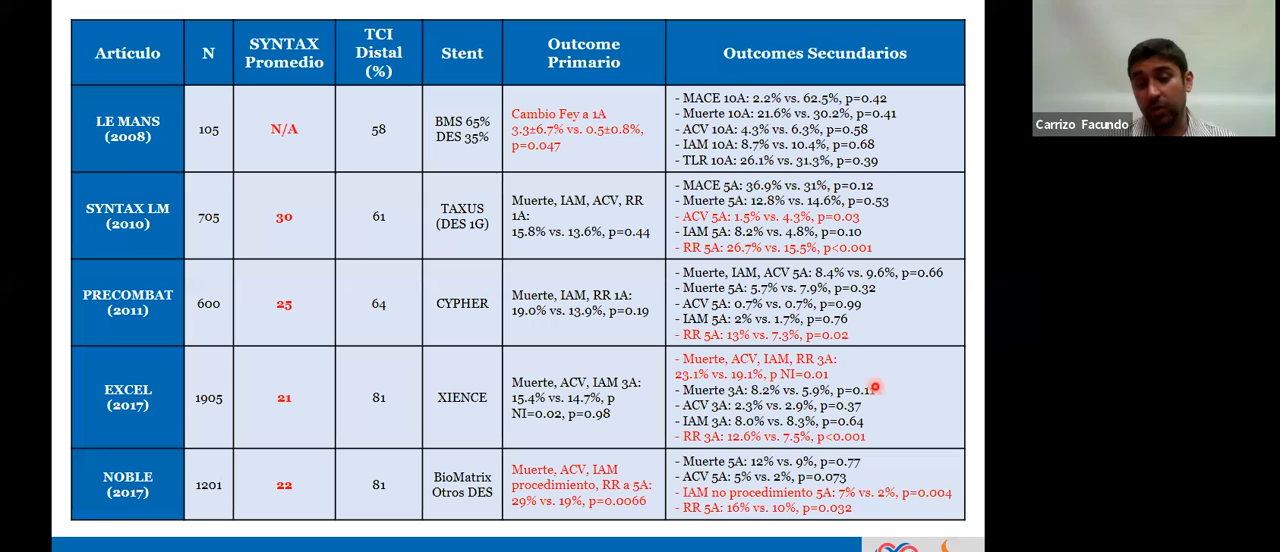 Artículo
N
SYNTAX
Promedio
TCI
Distal
(%)
Stent
Outcome
Primario
Outcomes Secundarios
LE MANS
(2008)
105
N/A
58
BMS 65%
DES 35%
Cambio Fey a 1A
3.3±6.7% vs. 0.5±0.8%,
p=0.047
- MACE 10A: 2.2% vs. 62.5%, p=0.42
- Muerte 10A: 21.6% vs. 30.2%, p=0.41
- ACV 10A: 4.3% vs. 6.3%, p=0.58
- IAM 10A: 8.7% vs. 10.4%, p=0.68
- TLR 10A: 26.1% vs. 31.3%, p=0.39
SYNTAX LM
(2010)
705
30
61
TAXUS
(DES 1G)
Muerte, IAM, ACV, RR
1A:
15.8% vs. 13.6%, p=0.44
- MACE 5A: 36.9% vs. 31%, p=0.12
- Muerte 5A: 12.8% vs. 14.6%, p=0.53
- ACV 5A: 1.5% vs. 4.3%, p=0.03
- IAM 5A: 8.2% vs. 4.8%, p=0.10
- RR 5A: 26.7% vs. 15.5%, p<0.001
PRECOMBAT
(2011)
600
25
64
CYPHER
Muerte, IAM, RR 1A:
19.0% vs. 13.9%, p=0.19
- Muerte, IAM, ACV 5A: 8.4% vs. 9.6%, p=0.66
- Muerte 5A: 5.7% vs. 7.9%, p=0.32
- ACV 5A: 0.7% vs. 0.7%, p=0.99
- IAM 5A: 2% vs. 1.7%, p=0.76
- RR 5A: 13% vs. 7.3%, p=0.02
EXCEL
(2017)
1905
21
81
XIENCE
Muerte, ACV, IAM 3A:
15.4% vs. 14.7%, p
NI=0.02, p=0.98
- Muerte, ACV, IAM, RR 3A:
23.1% vs. 19.1%, p NI=0.01
- Muerte 3A: 8.2% vs. 5.9%,
- ACV 3A: 2.3% vs. 2.9%, p=0.37
- IAM 3A: 8.0% vs. 8.3%, p=0.64
- RR 3A: 12.6% vs. 7.5%, p<0.001
NOBLE
(2017)
1201
22
81
BioMatrix
Otros DES
Muerte, ACV, IAM
procedimiento, RR a 5A:
29% vs. 19%, p=0.0066
- Muerte 5A: 12% vs. 9%, p=0.77
- ACV 5A: 5% vs. 2%, p=0.073
- IAM no procedimiento 5A: 7% vs. 2%, p=0.004
- RR 5A: 16% vs. 10%, p=0.032
Carrizo Facundo